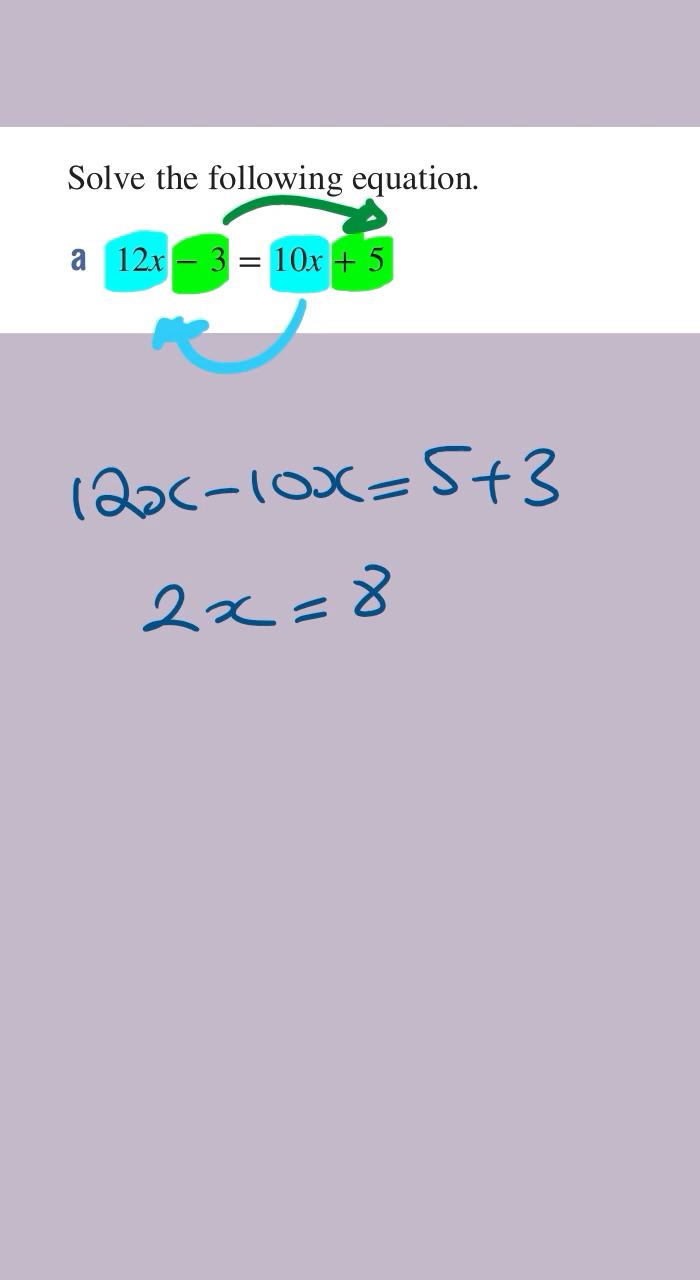 Solve the following equation.
a 12x − 3 = 10x + 5
12x−10x=5+3
2x=8